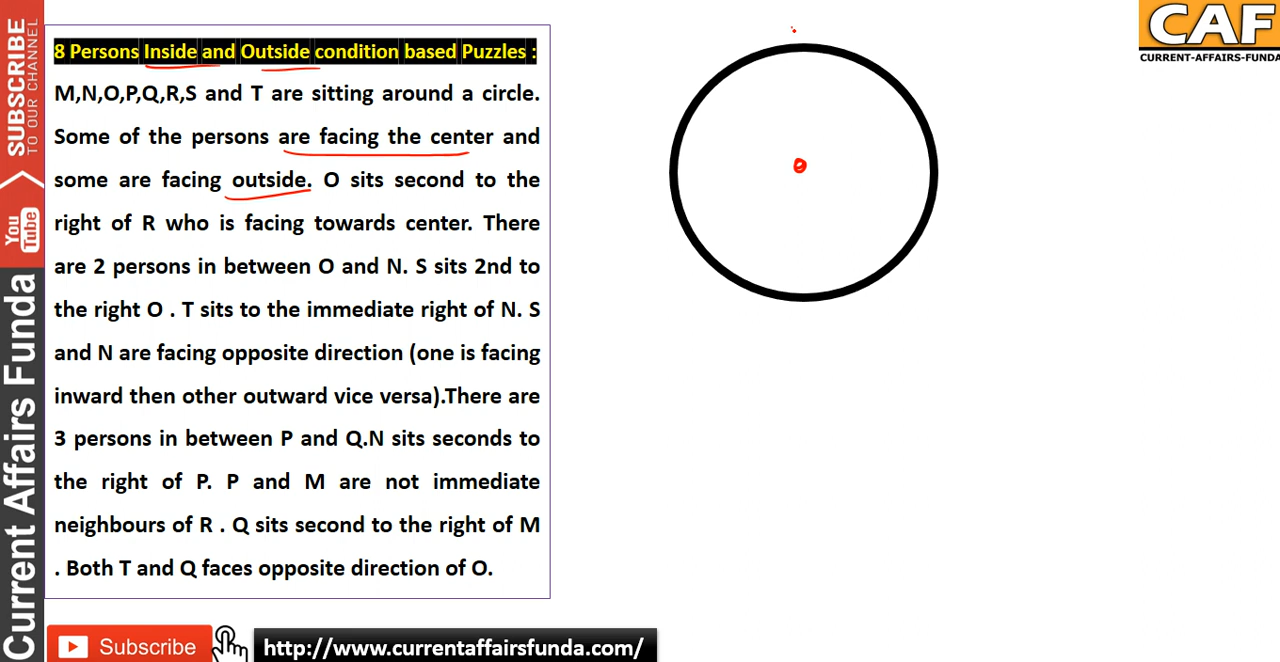 SUBSCRIBE
TO OUR CHANNEL
You
Tube
Current Affairs Funda
8 Persons Inside and Outside condition based Puzzles :
M,N,O,P,Q,R,S and T are sitting around a circle.
Some of the persons are facing the center and
some are facing outside. O sits second to the
right of R who is facing towards center. There
are 2 persons in between O and N. S sits 2nd to
the right O . T sits to the immediate right of N. S
and N are facing opposite direction (one is facing
inward then other outward vice versa).There are
3 persons in between P and Q.N sits seconds to
the right of P. P and M are not immediate
neighbours of R . Q sits second to the right of M
. Both T and Q faces opposite direction of O.
CAF
CURRENT-AFFAIRS-FUNDA
Subscribe
http://www.currentaffairsfunda.com/